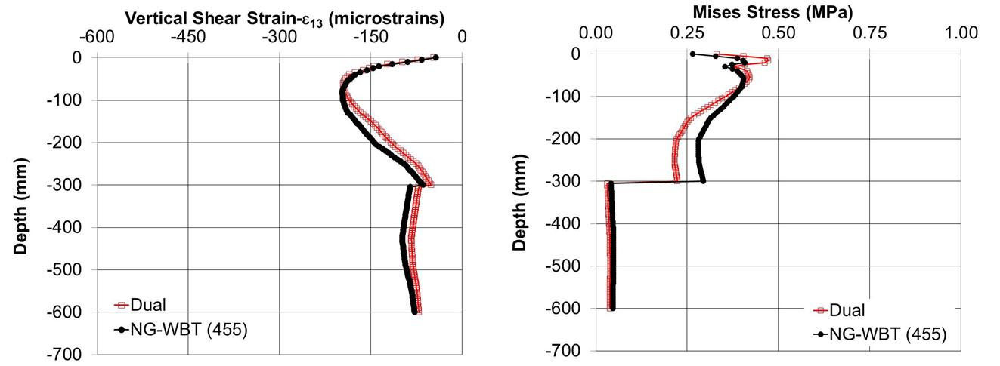 Vertical Shear Strain-ε13 (microstrains)
-600 -450 -300 -150 0
0
-100
-200
-300
-400
-500
-600
-700
Depth (mm)
Dual
NG-WBT (455)
Mises Stress (MPa)
0.00 0.25 0.50 0.75 1.00
0
-100
-200
-300
-400
-500
-600
-700
Depth (mm)
Dual
NG-WBT (455)